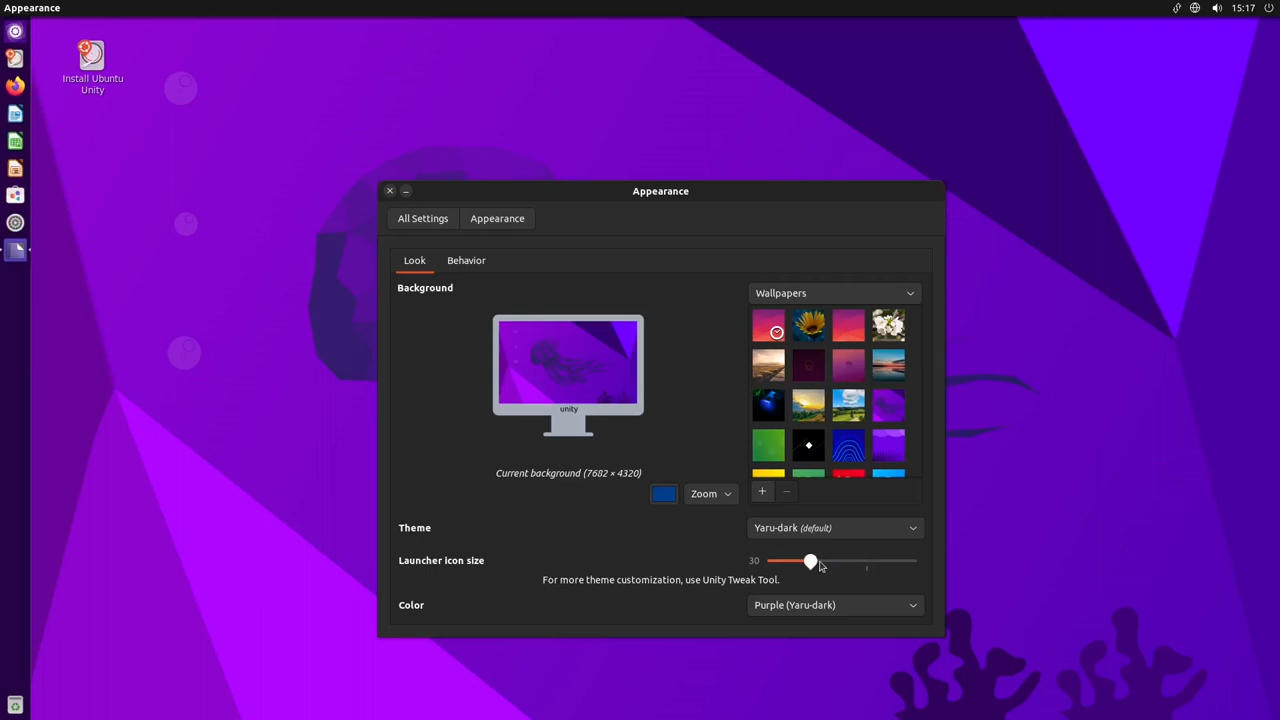 Appearance
15:17
Install Ubuntu
Unity
Appearance
All Settings
Appearance
Look
Behavior
Background
Wallpapers
unity
Current background (7682 × 4320)
Zoom
Theme
Yaru-dark (default)
Launcher icon size
30
For more theme customization, use Unity Tweak Tool.
Color
Purple (Yaru-dark)